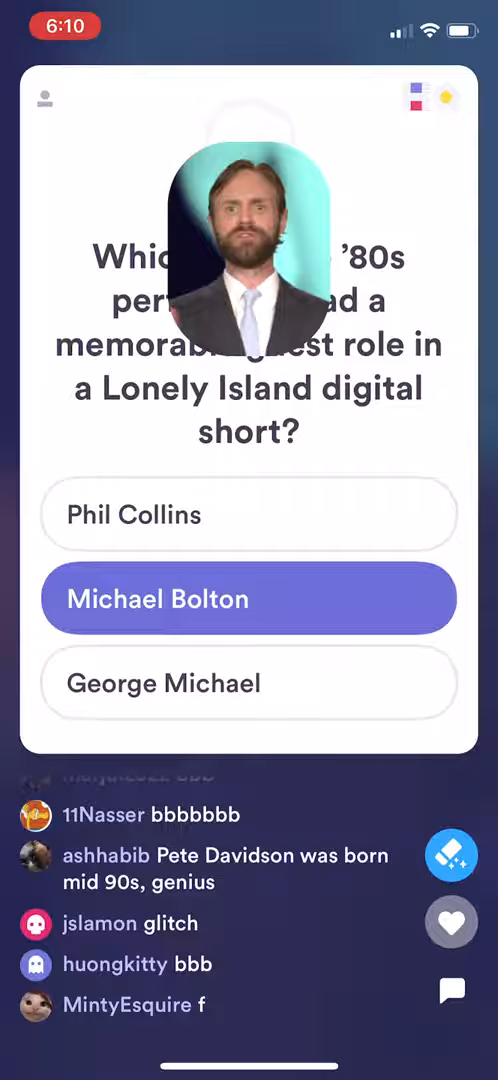 6:10
Whic ’80s
per ad a
memorab est role in
a Lonely Island digital
short?
Phil Collins
Michael Bolton
George Michael
11Nasser bbbbbbb
ashhabib Pete Davidson was born
mid 90s, genius
jslamon glitch
huongkitty bbb
MintyEsquire f